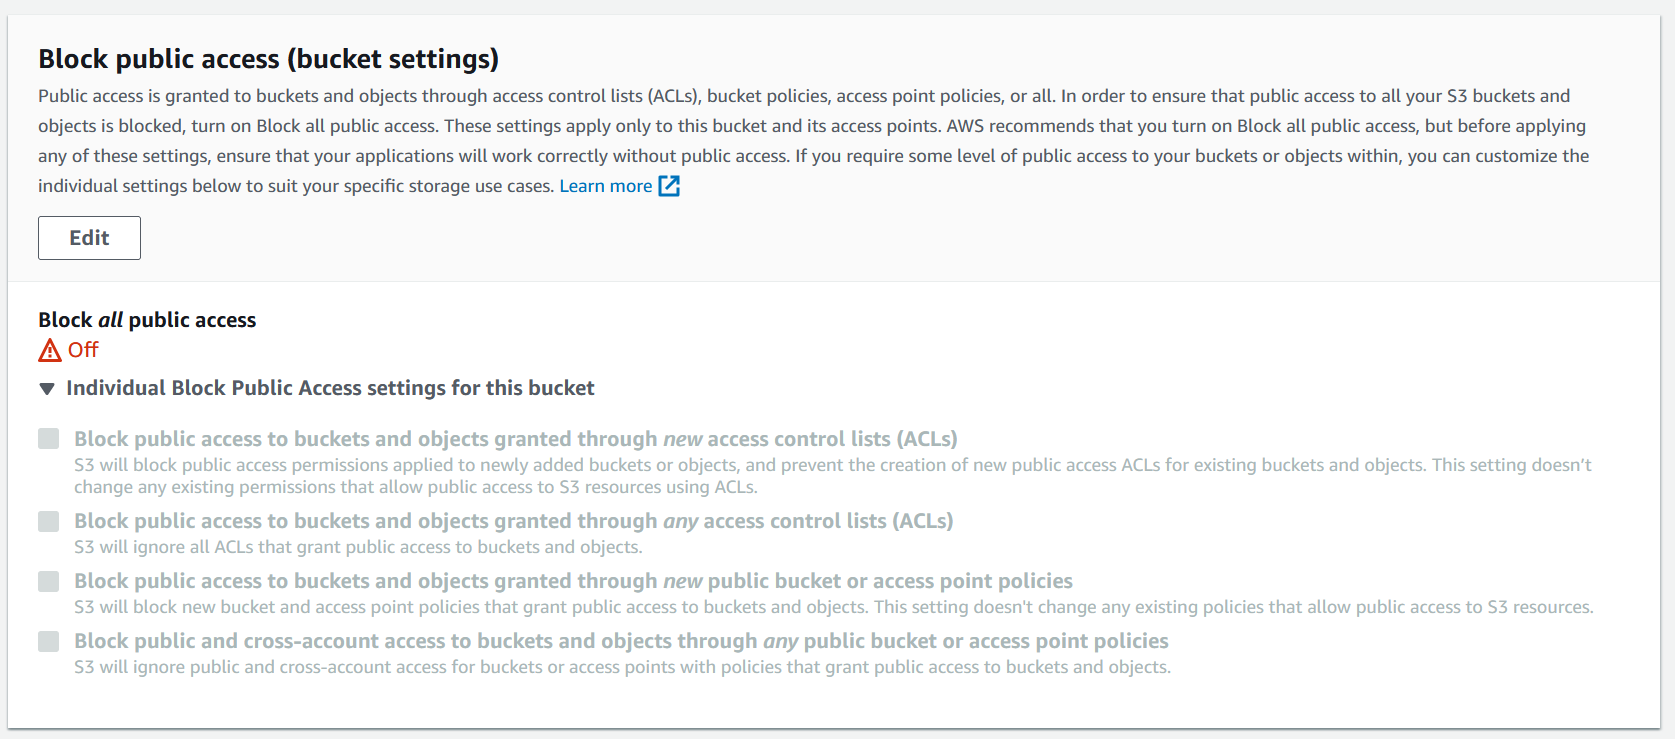 Block public access (bucket settings)
Public access is granted to buckets and objects through access control lists (ACLs), bucket policies, access point policies, or all. In order to ensure that public access to all your S3 buckets and
objects is blocked, turn on Block all public access. These settings apply only to this bucket and its access points. AWS recommends that you turn on Block all public access, but before applying
any of these settings, ensure that your applications will work correctly without public access. If you require some level of public access to your buckets or objects within, you can customize the
individual settings below to suit your specific storage use cases. Learn more
Edit
Block all public access
Off
Individual Block Public Access settings for this bucket
Block public access to buckets and objects granted through new access control lists (ACLs)
S3 will block public access permissions applied to newly added buckets or objects, and prevent the creation of new public access ACLs for existing buckets and objects. This setting doesn’t
change any existing permissions that allow public access to S3 resources using ACLs.
Block public access to buckets and objects granted through any access control lists (ACLs)
S3 will ignore all ACLs that grant public access to buckets and objects.
Block public access to buckets and objects granted through new public bucket or access point policies
S3 will block new bucket and access point policies that grant public access to buckets and objects. This setting doesn't change any existing policies that allow public access to S3 resources.
Block public and cross-account access to buckets and objects through any public bucket or access point policies
S3 will ignore public and cross-account access for buckets or access points with policies that grant public access to buckets and objects.